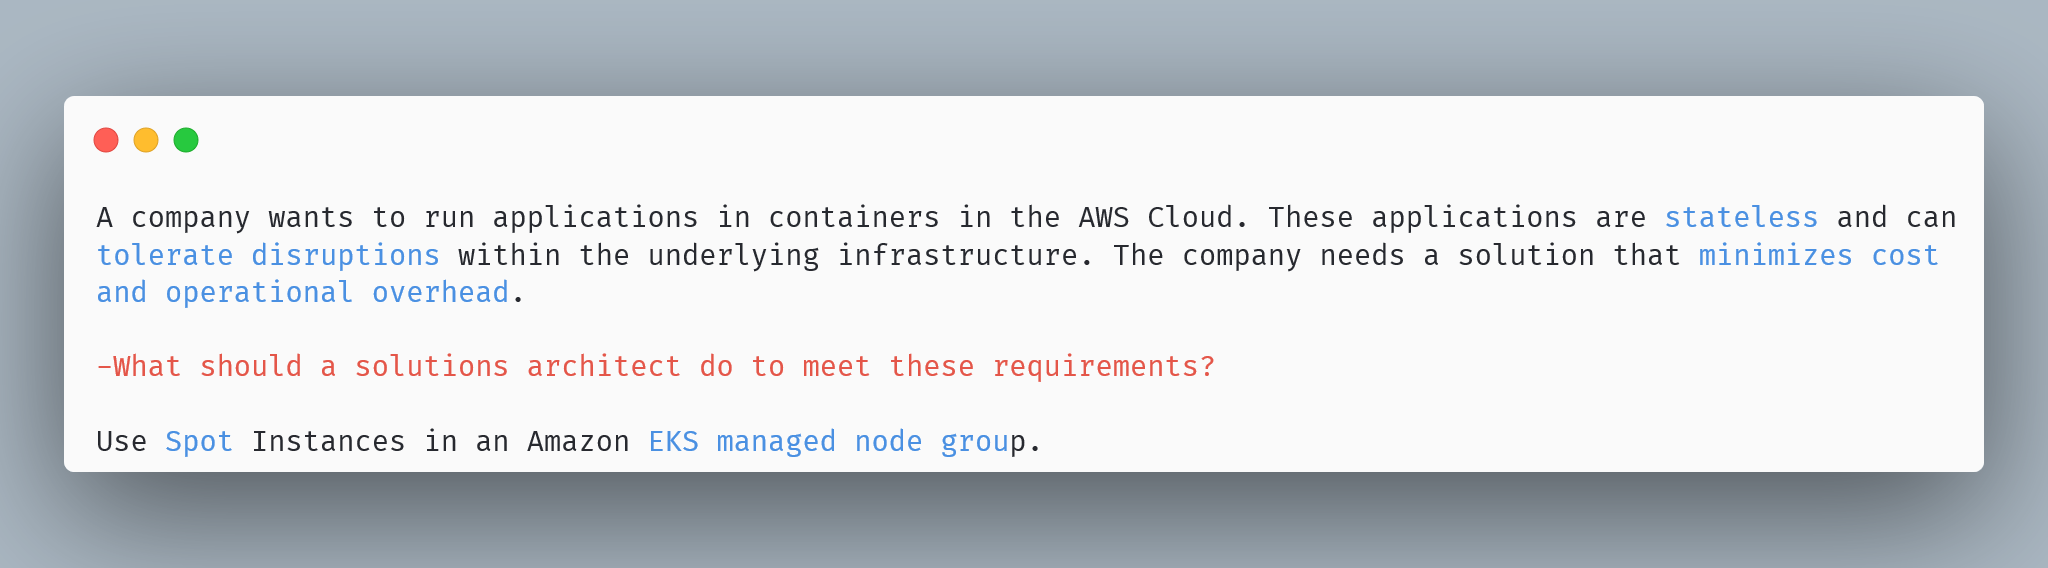 A company wants to run applications in containers in the AWS Cloud. These applications are stateless and can
tolerate disruptions within the underlying infrastructure. The company needs a solution that minimizes cost
and operational overhead.
-What should a solutions architect do to meet these requirements?
Use Spot Instances in an Amazon EKS managed node group.